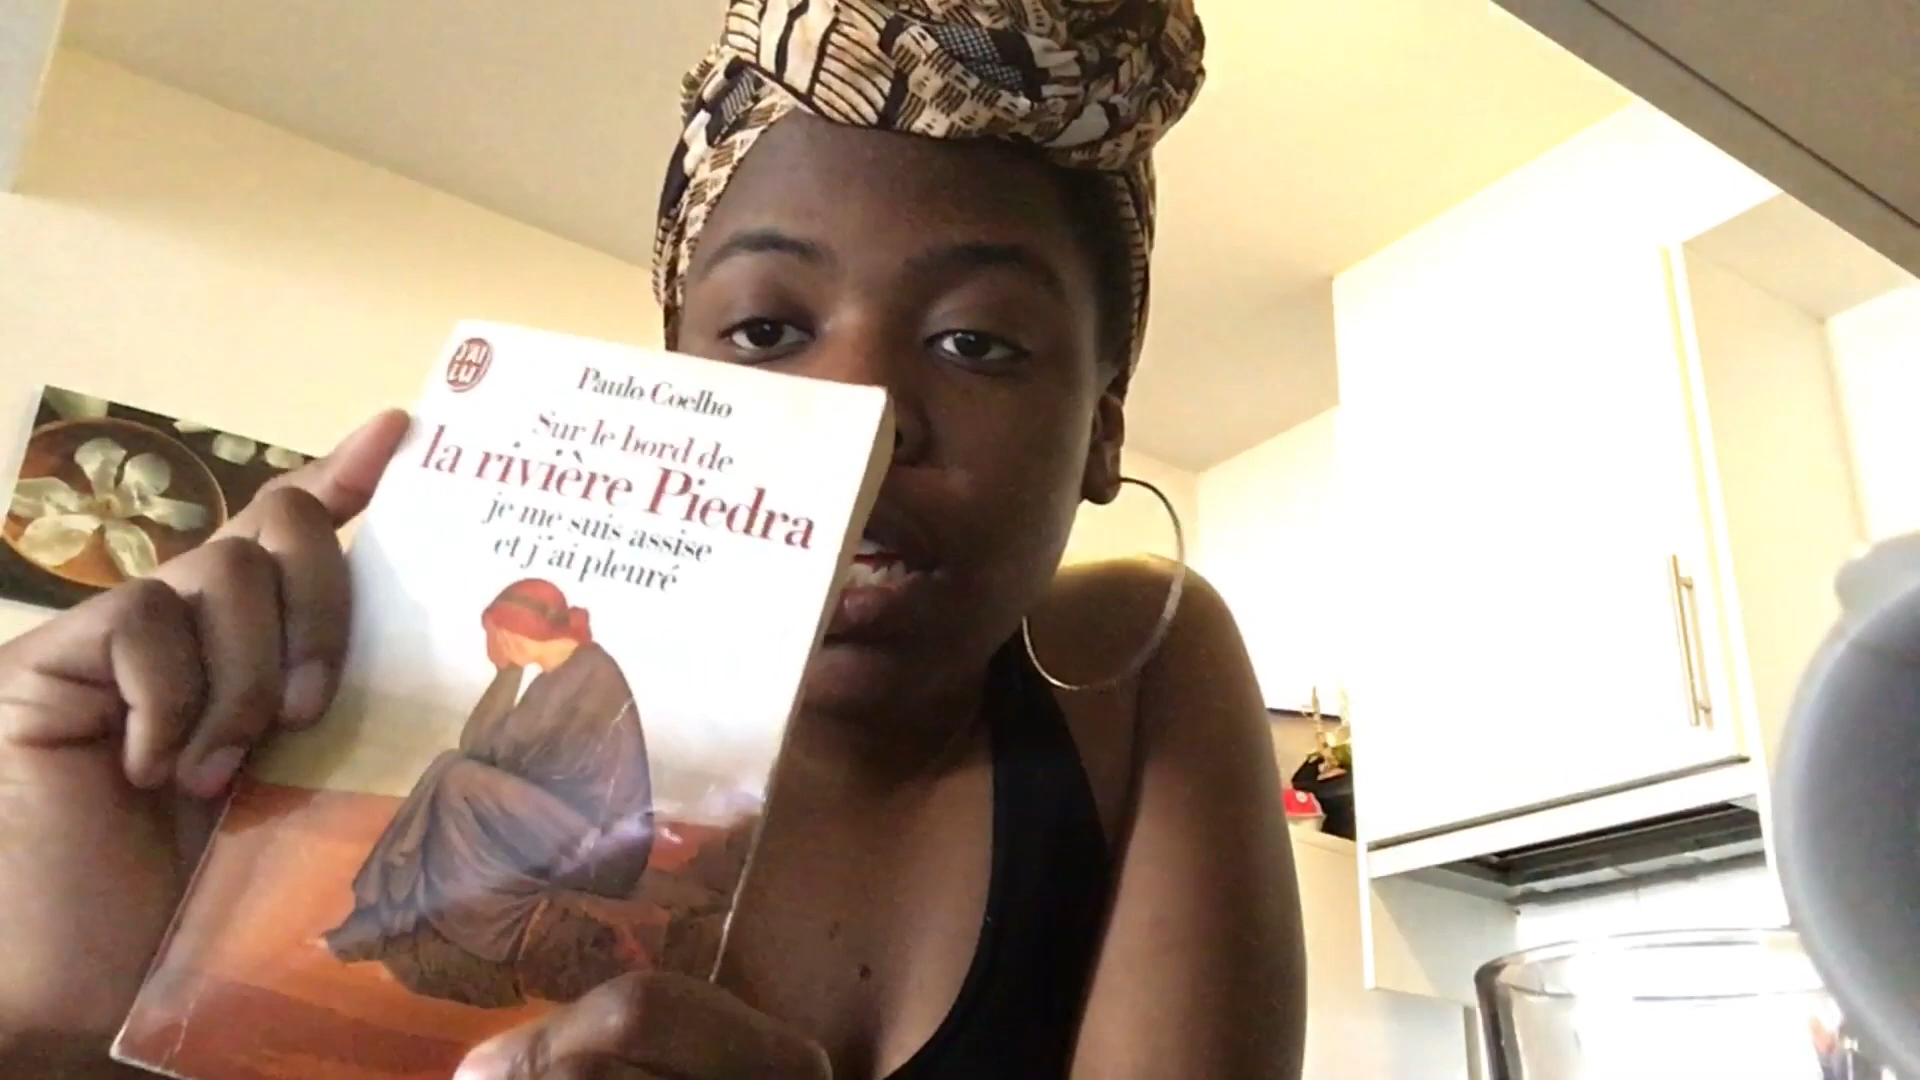 J'AI
LU
Paulo Coelho
Sur le bord de
la rivière Piedra
je me suis assise
et j'ai pleuré